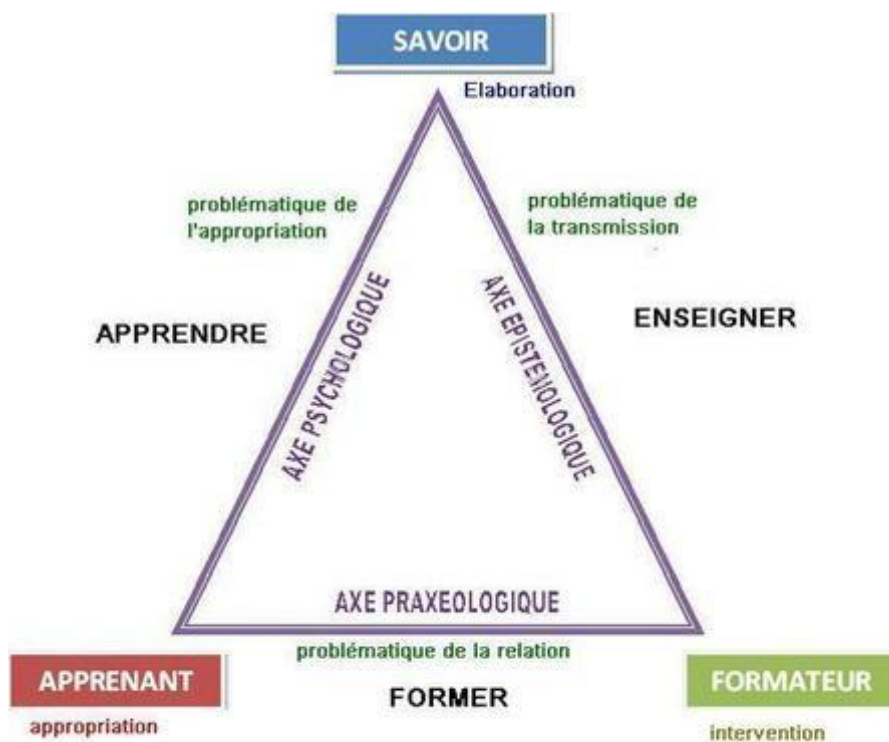 SAVOIR
Elaboration
problématique de
l'appropriation
problématique de
la transmission
APPRENDRE
ENSEIGNER
AXE PSYCHOLOGIQUE
AXE EPISTEMOLOGIQUE
AXE PRAXEOLOGIQUE
problématique de la relation
APPRENANT
FORMER
FORMATEUR
appropriation
intervention